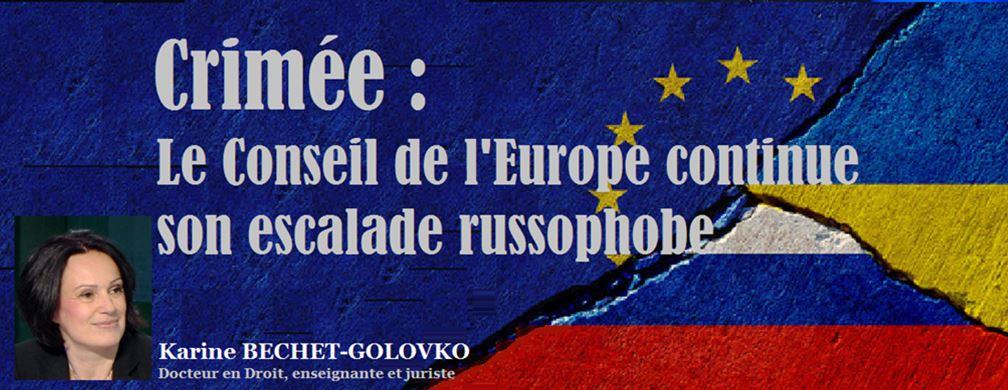 Crimée :
Le Conseil de l'Europe continue
son escalade russophobe
Karine BECHET-GOLOVKO
Docteur en Droit, enseignante et juriste